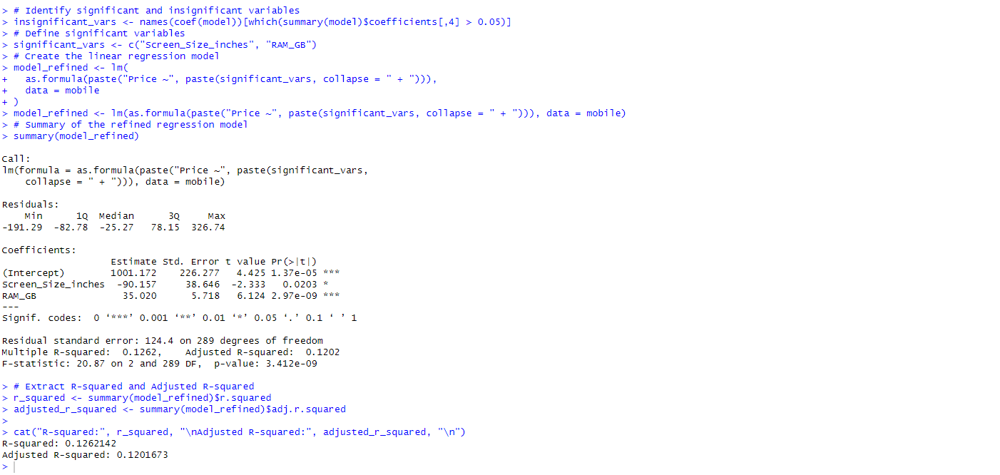 > # Identify significant and insignificant variables
> insignificant_vars <- names(coef(model))[which(summary(model)$coefficients[,4] > 0.05)]
> # Define significant variables
> significant_vars <- c("Screen_Size_inches", "RAM_GB")
> # Create the linear regression model
> model_refined <- lm(
+   as.formula(paste("Price ~", paste(significant_vars, collapse = " + "))),
+   data = mobile
+ )
> model_refined <- lm(as.formula(paste("Price ~", paste(significant_vars, collapse = " + "))), data = mobile)
> # Summary of the refined regression model
> summary(model_refined)

Call:
lm(formula = as.formula(paste("Price ~", paste(significant_vars, 
    collapse = " + "))), data = mobile)

Residuals:
    Min      1Q  Median      3Q     Max 
-191.29  -82.78  -25.27   78.15  326.74 

Coefficients:
                   Estimate Std. Error t value Pr(>|t|)    
(Intercept)        1001.172    226.277   4.425 1.37e-05 ***
Screen_Size_inches  -90.157     38.646  -2.333   0.0203 *  
RAM_GB               35.020      5.718   6.124 2.97e-09 ***
---
Signif. codes:  0 ‘***’ 0.001 ‘**’ 0.01 ‘*’ 0.05 ‘.’ 0.1 ‘ ’ 1

Residual standard error: 124.4 on 289 degrees of freedom
Multiple R-squared:  0.1262,	Adjusted R-squared:  0.1202 
F-statistic: 20.87 on 2 and 289 DF,  p-value: 3.412e-09

> # Extract R-squared and Adjusted R-squared
> r_squared <- summary(model_refined)$r.squared
> adjusted_r_squared <- summary(model_refined)$adj.r.squared
>
> cat("R-squared:", r_squared, "\nAdjusted R-squared:", adjusted_r_squared, "\n")
R-squared: 0.1262142
Adjusted R-squared: 0.1201673
>